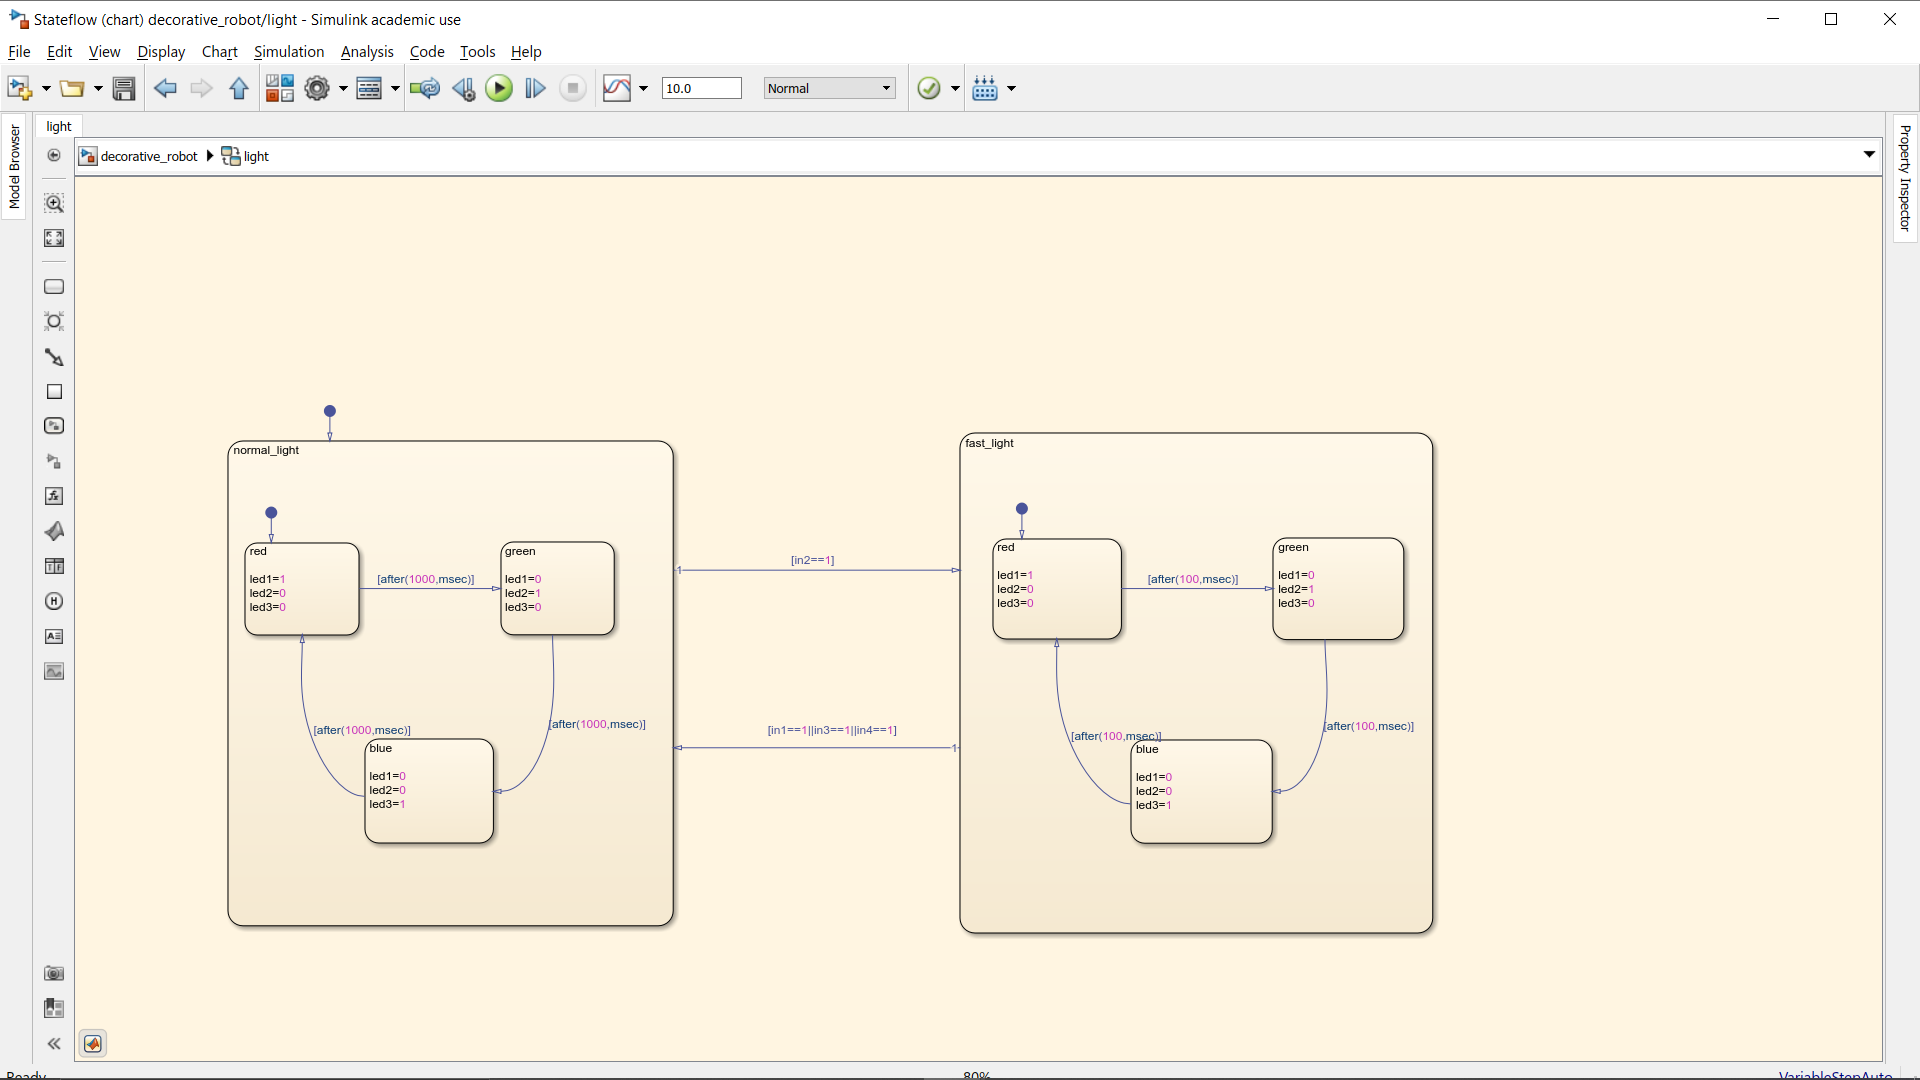 Stateflow (chart) decorative_robot/light - Simulink academic use
File Edit View Display Chart Simulation Analysis Code Tools Help
10.0 Normal
Model Browser
light
Property Inspector
decorative_robot light
normal_light
red
led1=1
led2=0
led3=0
[after(1000,msec)]
green
led1=0
led2=1
led3=0
[after(1000,msec)]
[after(1000,msec)]
blue
led1=0
led2=0
led3=1
1
[in2==1]
[in1==1||in3==1||in4==1]
1
fast_light
red
led1=1
led2=0
led3=0
[after(100,msec)]
green
led1=0
led2=1
led3=0
[after(100,msec)]
[after(100,msec)]
blue
led1=0
led2=0
led3=1
Ready 80% VariableStepAuto